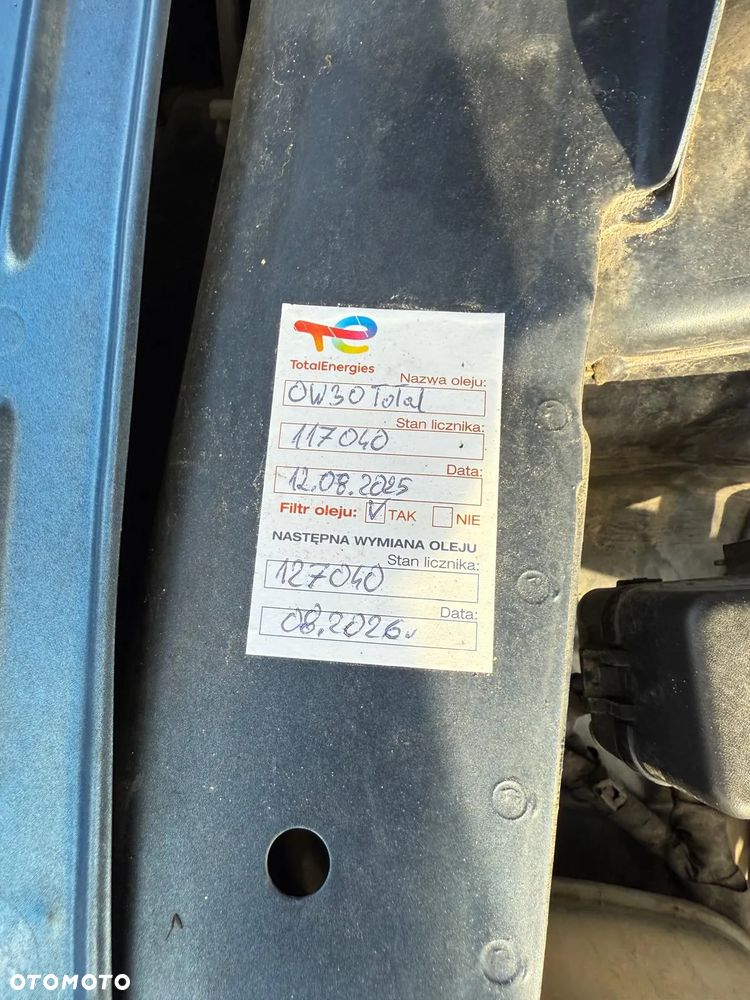 TotalEnergies
Nazwa oleju:
0W30 Total
Stan licznika:
117040
Data:
12.08.2025
Filtr oleju: TAK NIE
NASTĘPNA WYMIANA OLEJU
Stan licznika:
127040
Data:
08.2026
OTOMOTO